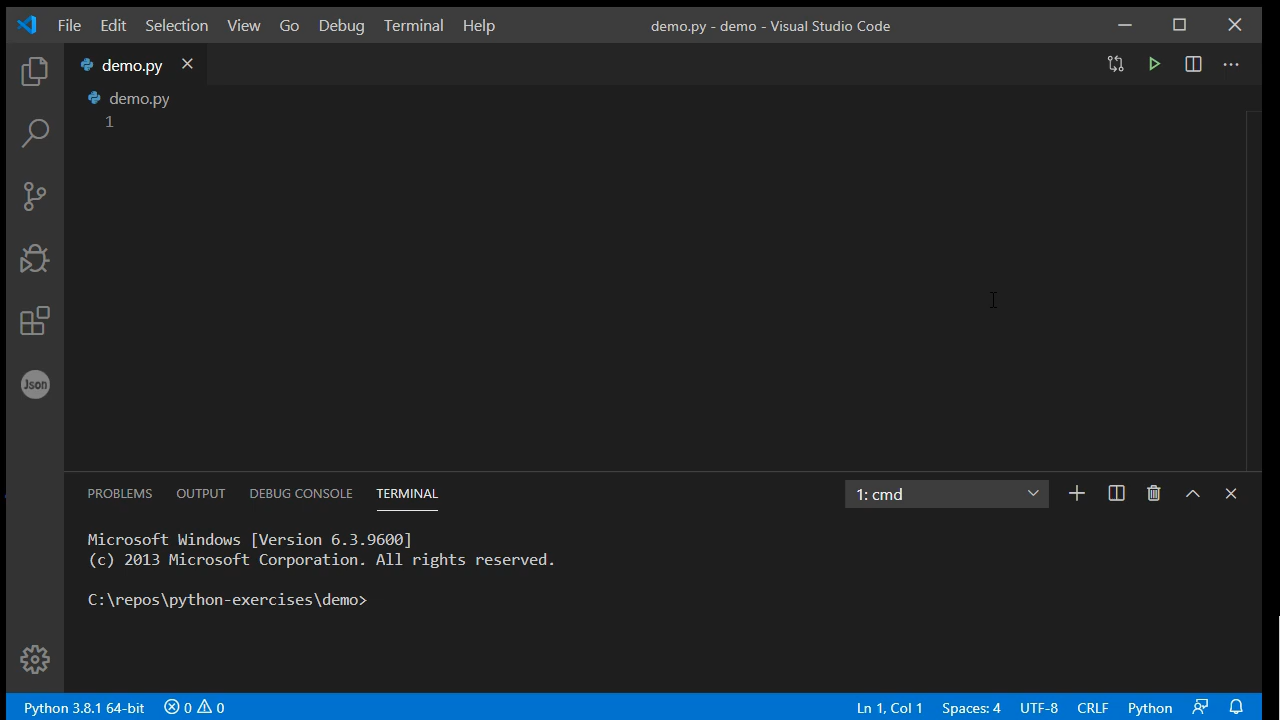 File Edit Selection View Go Debug Terminal Help demo.py - demo - Visual Studio Code
demo.py
demo.py
1
Json
PROBLEMS OUTPUT DEBUG CONSOLE TERMINAL 1: cmd
Microsoft Windows [Version 6.3.9600]
(c) 2013 Microsoft Corporation. All rights reserved.
C:\repos\python-exercises\demo>
Python 3.8.1 64-bit 0 0 Ln 1, Col 1 Spaces: 4 UTF-8 CRLF Python